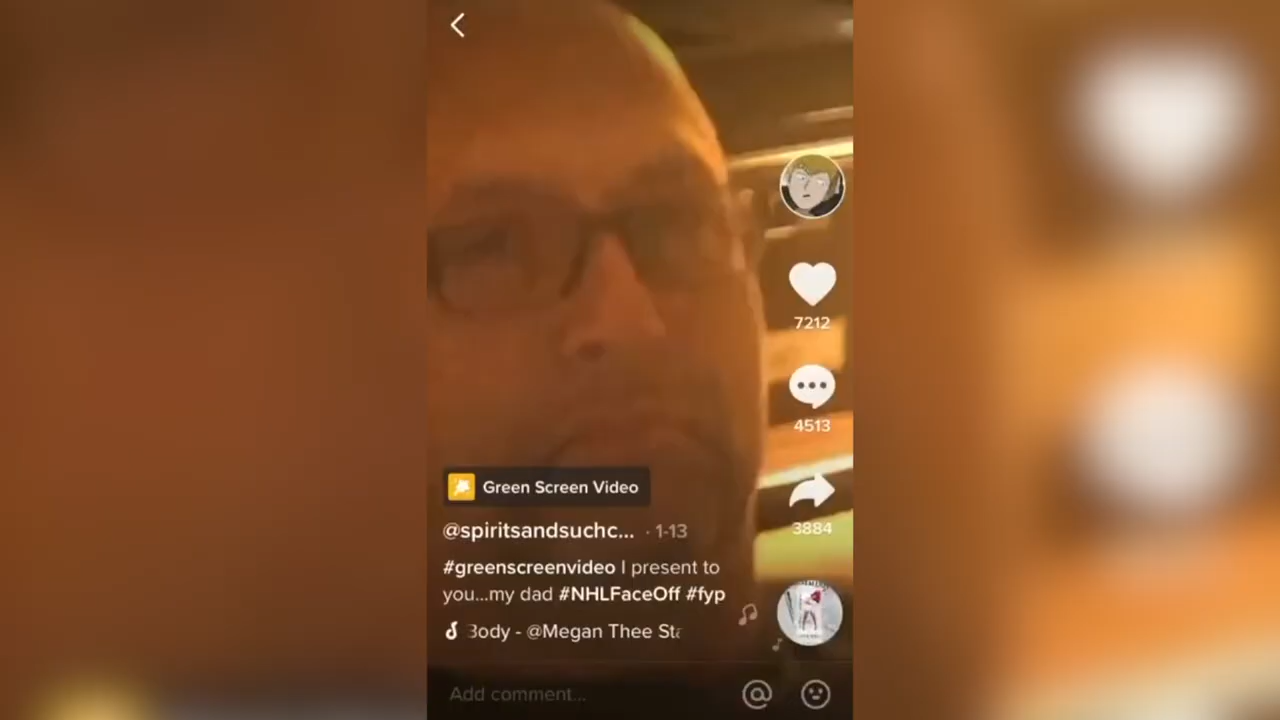 7212
4513
Green Screen Video
@spiritsandsuchc... · 1-13
3884
#greenscreenvideo I present to
you...my dad #NHLFaceOff #fyp
Body - @Megan Thee Sta
Add comment...